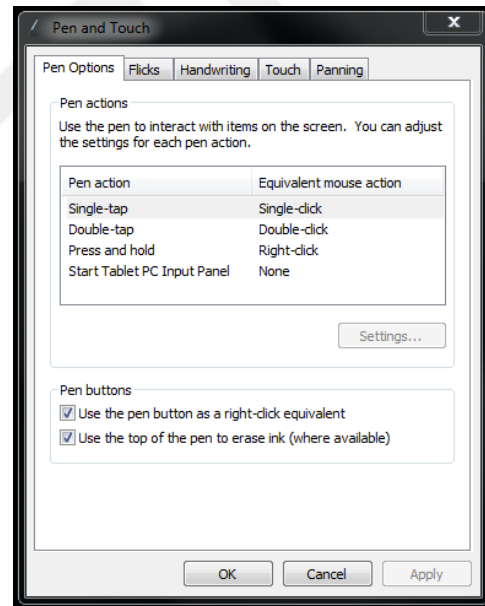 Pen and Touch
x
Pen Options Flicks Handwriting Touch Panning
Pen actions
Use the pen to interact with items on the screen. You can adjust
the settings for each pen action.
Pen action Equivalent mouse action
Single-tap Single-click
Double-tap Double-click
Press and hold Right-click
Start Tablet PC Input Panel None
Settings...
Pen buttons
Use the pen button as a right-click equivalent
Use the top of the pen to erase ink (where available)
OK Cancel Apply